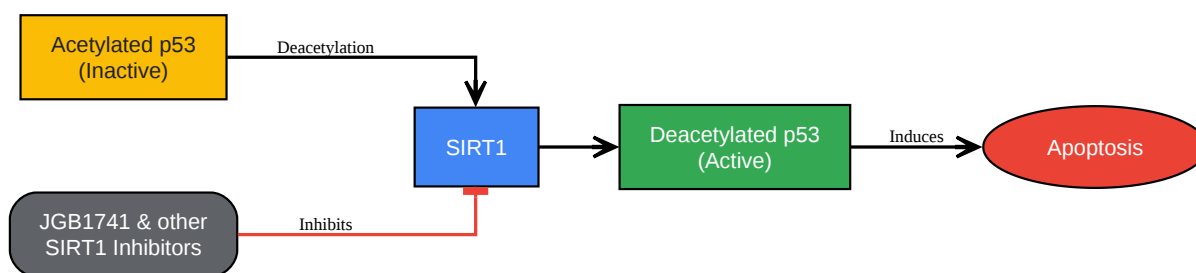 Acetylated p53
(Inactive)
Deacetylation
SIRT1
Deacetylated p53
(Active)
Induces
Apoptosis
JGB1741 & other
SIRT1 Inhibitors
Inhibits